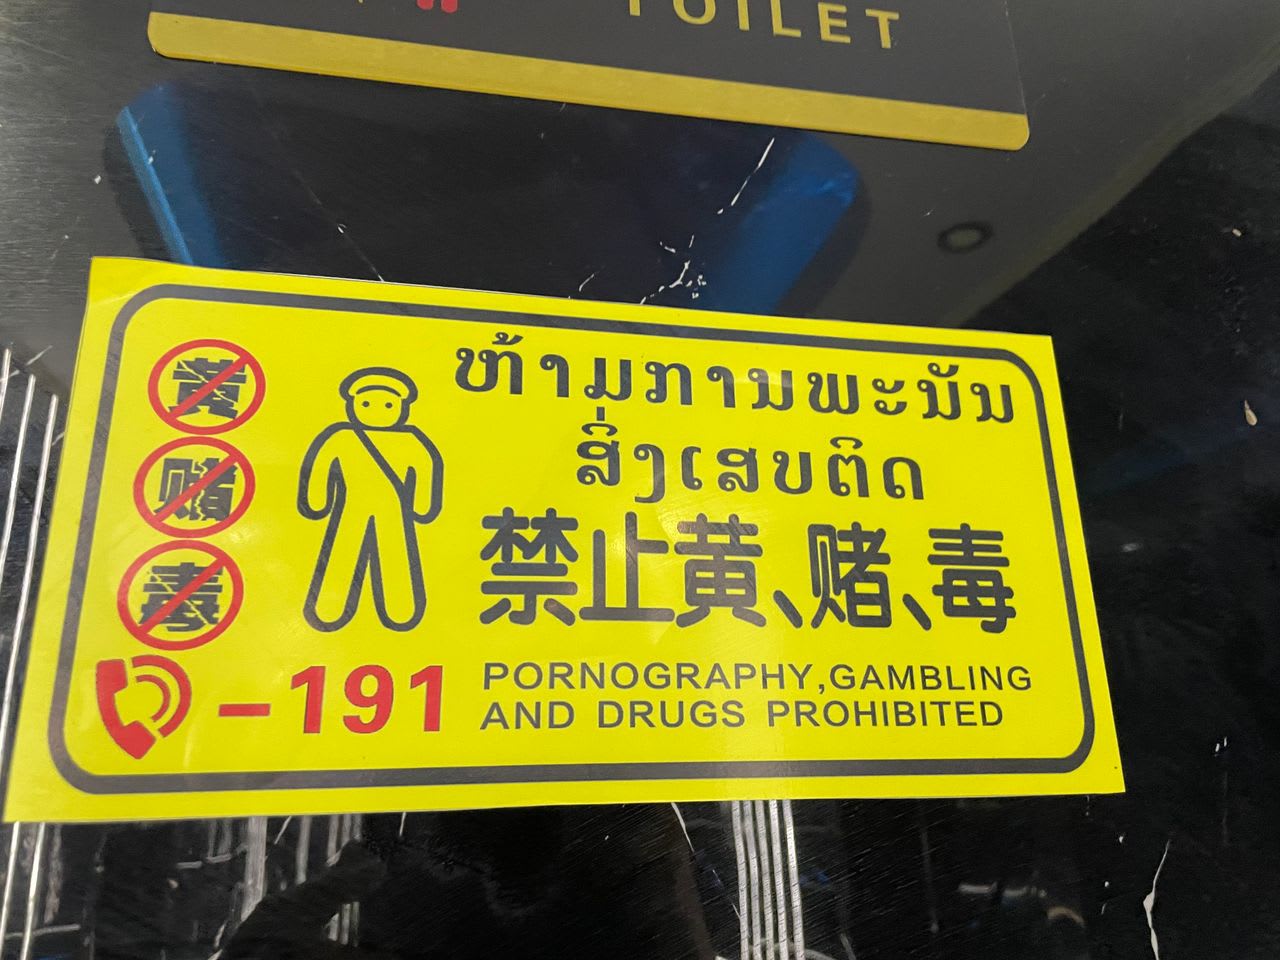 TOILET
黄
赌
毒
ຫ້າມການພະນັນ
ສິ່ງເສບຕິດ
禁止黄、赌、毒
-191
PORNOGRAPHY,GAMBLING
AND DRUGS PROHIBITED